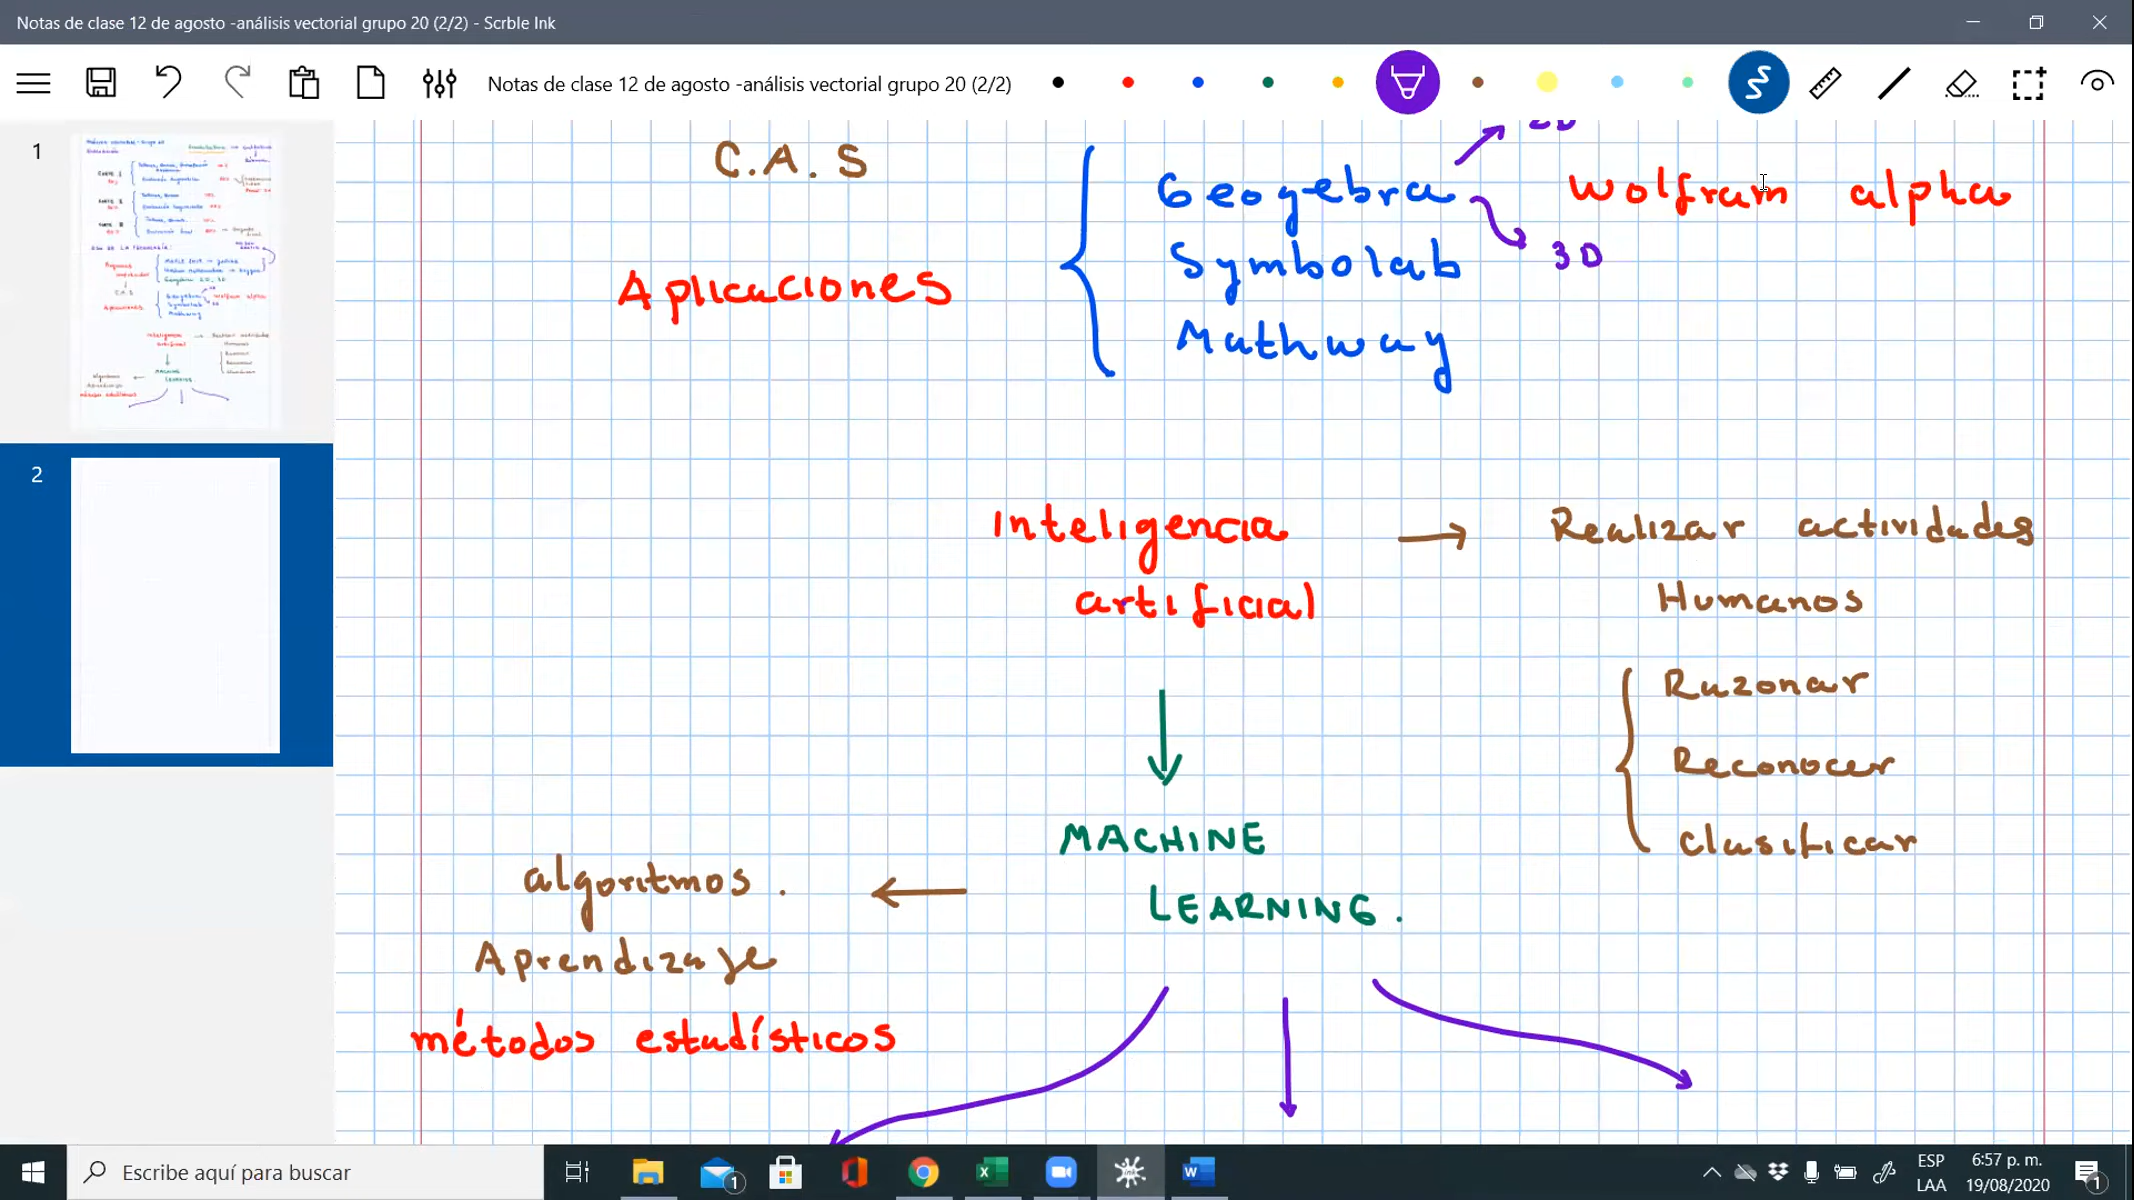 Notas de clase 12 de agosto -análisis vectorial grupo 20 (2/2) - Scrble Ink
Notas de clase 12 de agosto -análisis vectorial grupo 20 (2/2)
1
2
C.A.S
2D
Geogebra
wolfram alpha
3D
Symbolab
Aplicaciones
Mathway
Inteligencia
artificial
Realizar actividades
Humanos
Razonar
Reconocer
Clasificar
MACHINE
LEARNING.
algoritmos.
Aprendizaje
métodos estadísticos
Escribe aquí para buscar
1
ESP
LAA
6:57 p. m.
19/08/2020
1